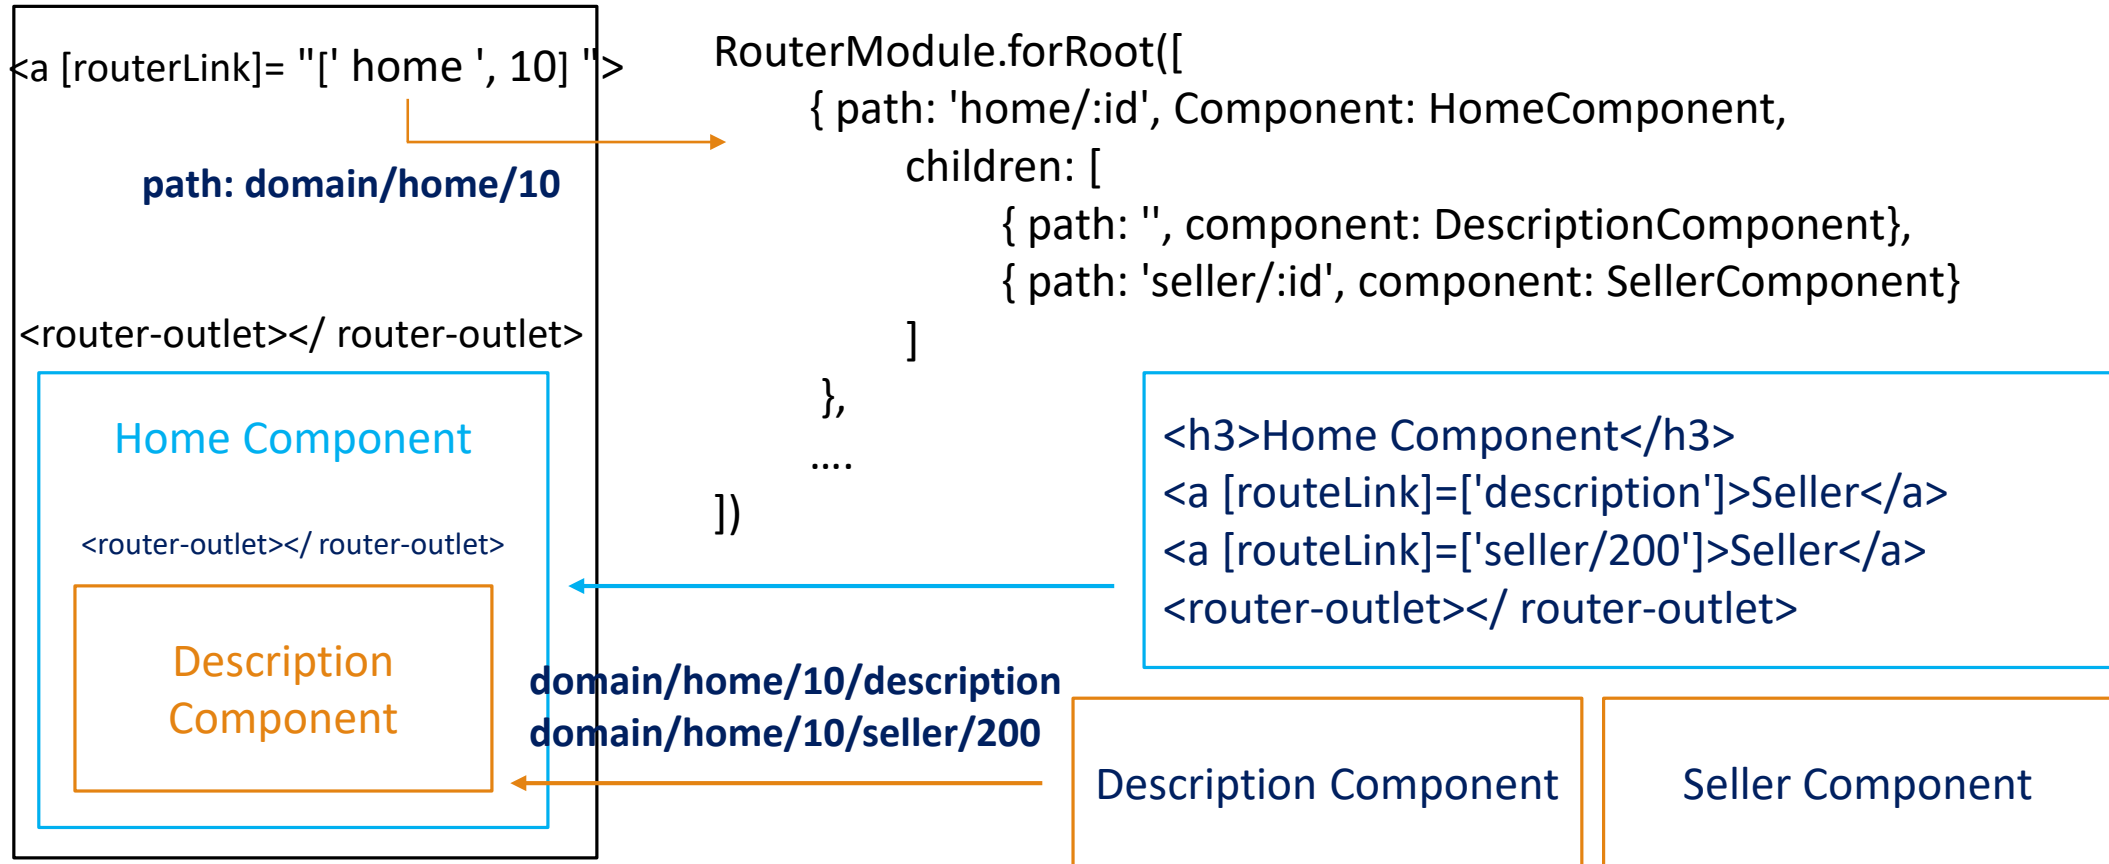 <a [routerLink]= "[' home ', 10] ">
path: domain/home/10
<router-outlet></ router-outlet>
Home Component
<router-outlet></ router-outlet>
Description
Component
RouterModule.forRoot([
{ path: 'home/:id', Component: HomeComponent,
children: [
{ path: '', component: DescriptionComponent},
{ path: 'seller/:id', component: SellerComponent}
]
},
....
])
<h3>Home Component</h3>
<a [routeLink]=['description']>Seller</a>
<a [routeLink]=['seller/200']>Seller</a>
<router-outlet></ router-outlet>
domain/home/10/description
domain/home/10/seller/200
Description Component
Seller Component